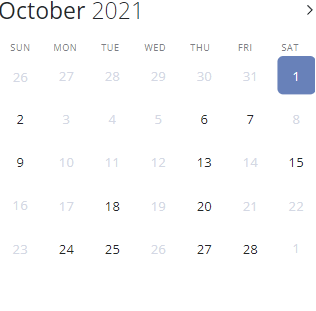 October 2021 >
SUN MON TUE WED THU FRI SAT
26 27 28 29 30 31 1
2 3 4 5 6 7 8
9 10 11 12 13 14 15
16 17 18 19 20 21 22
23 24 25 26 27 28 1